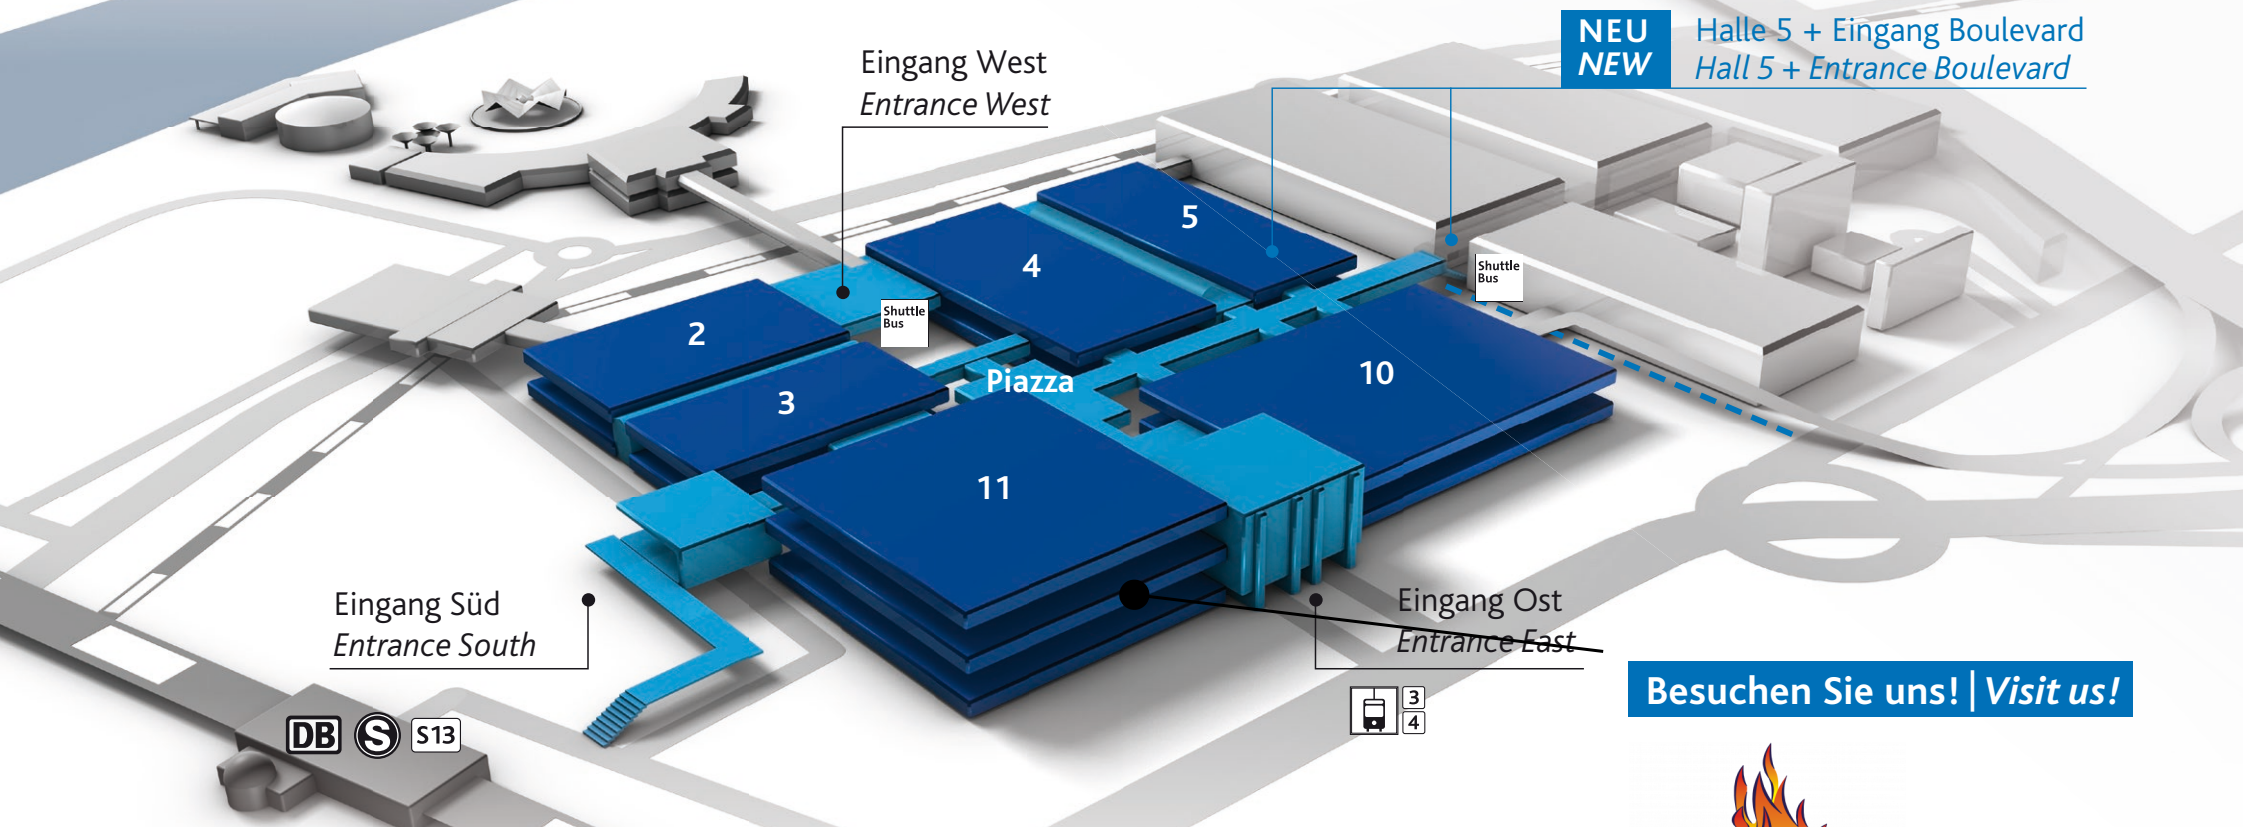 NEU
NEW
Halle 5 + Eingang Boulevard
Hall 5 + Entrance Boulevard
Eingang West
Entrance West
5
4
Shuttle
Bus
Shuttle
Bus
2
10
Piazza
3
11
Eingang Süd
Entrance South
Eingang Ost
Entrance East
Besuchen Sie uns! | Visit us!
3
4
DB
S
S13